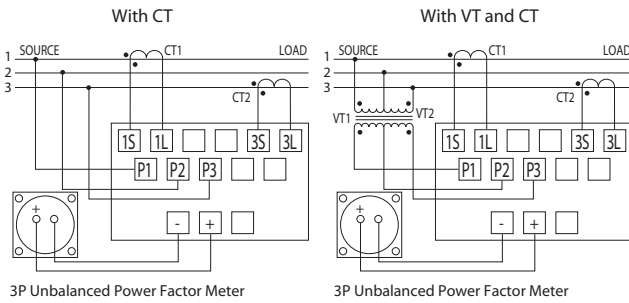 With CT
With VT and CT
1 SOURCE CT1 LOAD
2
3
CT2
1S 1L 3S 3L
P1 P2 P3
+
- +
3P Unbalanced Power Factor Meter
1 SOURCE CT1 LOAD
2
3
CT2
VT1 VT2
1S 1L 3S 3L
P1 P2 P3
+
- +
3P Unbalanced Power Factor Meter